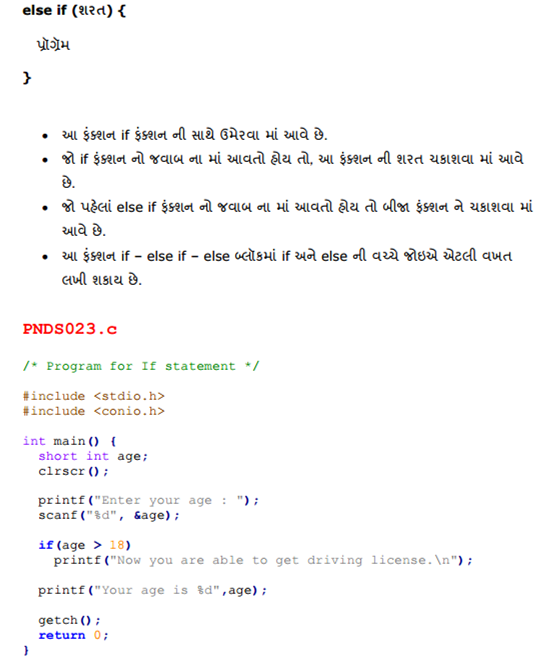 else if (શરત) {
પ્રૉગ્રૅમ
}
• આ ફંક્શન if ફંક્શન ની સાથે ઉમેરવા માં આવે છે.
• જો if ફંક્શન નો જવાબ ના માં આવતો હોય તો, આ ફંક્શન ની શરત ચકાશવા માં આવે
છે.
• જો પહેલાં else if ફંક્શન નો જવાબ ના માં આવતો હોય તો બીજા ફંક્શન ને ચકાશવા માં
આવે છે.
• આ ફંક્શન if – else if – else બ્લૉકમાં if અને else ની વચ્ચે જોઇએ એટલી વખત
લખી શકાય છે.
PNDS023.c
/* Program for If statement */
#include <stdio.h>
#include <conio.h>
int main() {
short int age;
clrscr();
printf("Enter your age : ");
scanf("%d", &age);
if(age > 18)
printf("Now you are able to get driving license.\n");
printf("Your age is %d",age);
getch();
return 0;
}